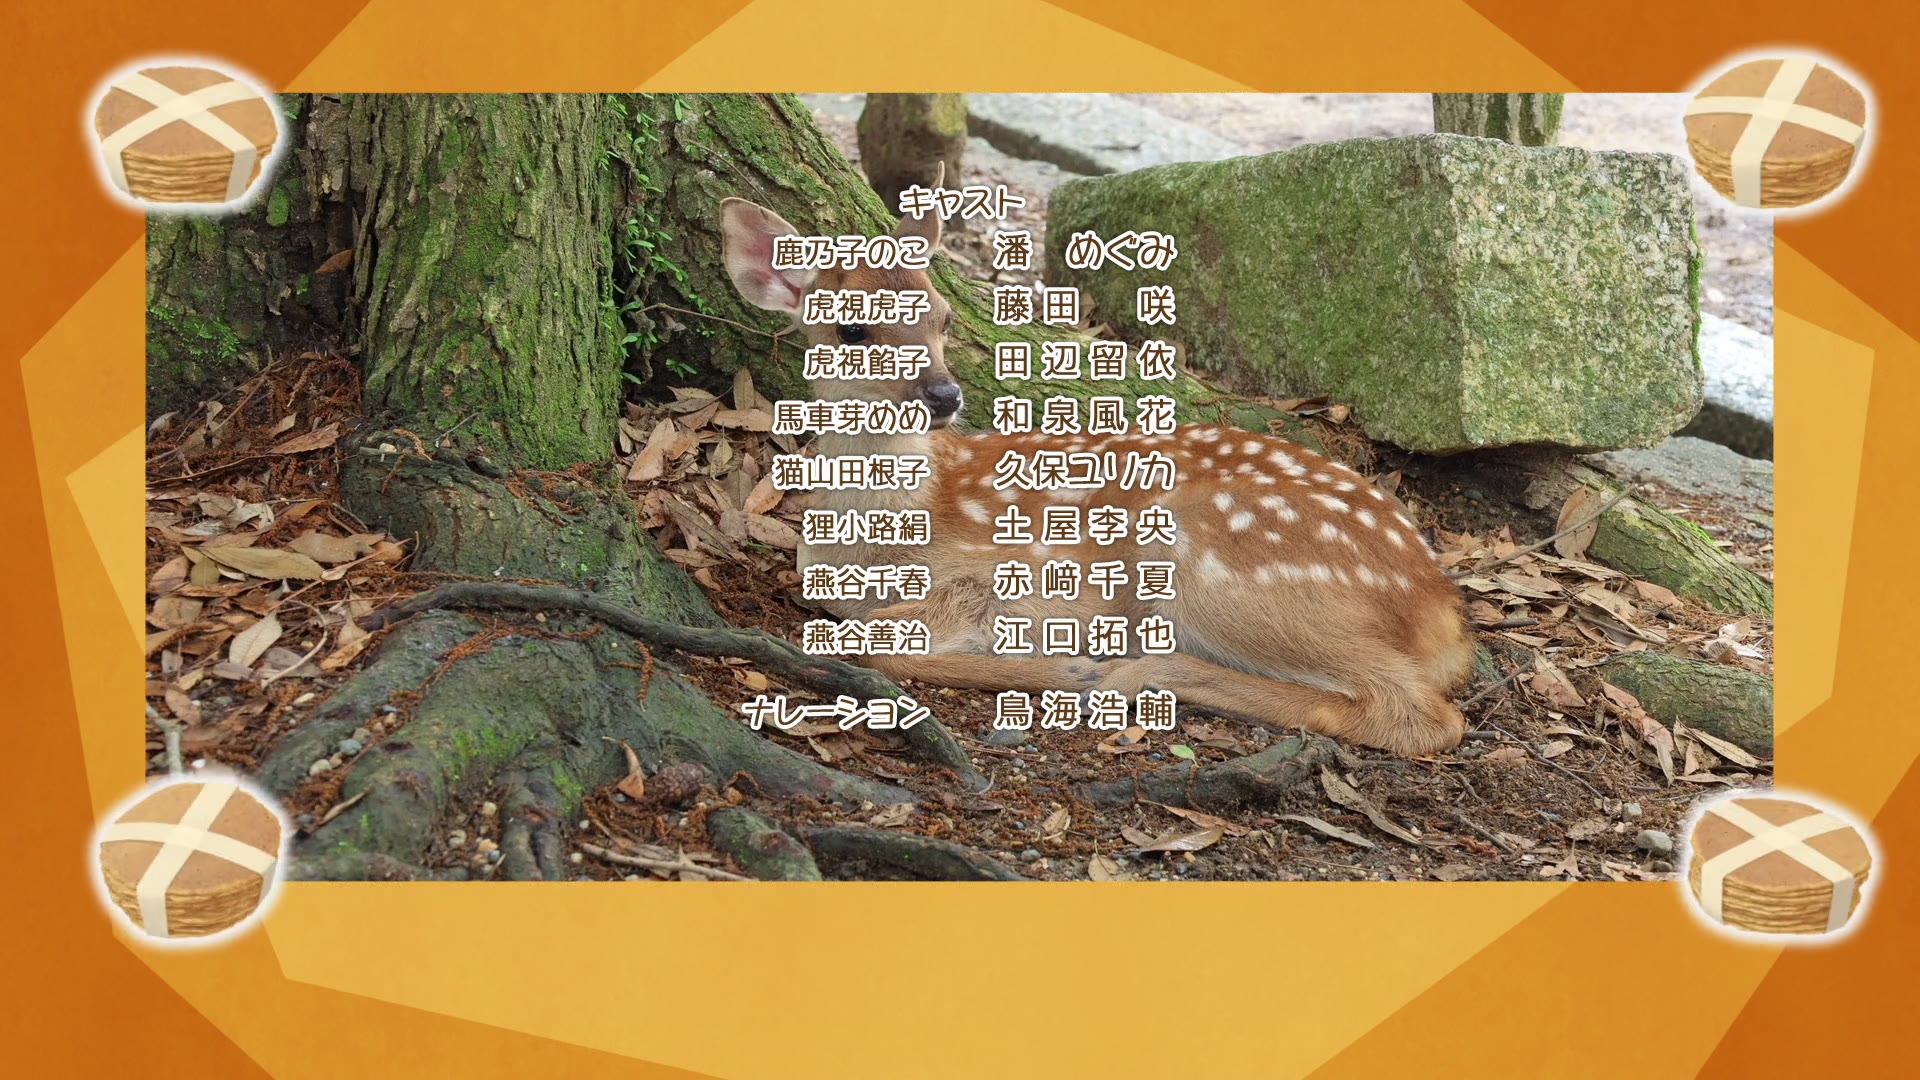 キャスト
鹿乃子のこ 潘 めぐみ
虎視虎子 藤田 咲
虎視餡子 田辺留依
馬車芽めめ 和泉風花
猫山田根子 久保ユリカ
狸小路絹 土屋李央
燕谷千春 赤﨑千夏
燕谷善治 江口拓也
ナレーション 鳥海浩輔